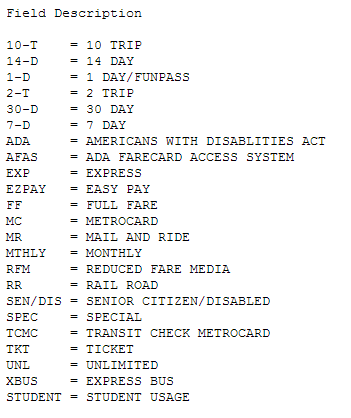 Field Description
10-T = 10 TRIP
14-D = 14 DAY
1-D = 1 DAY/FUNPASS
2-T = 2 TRIP
30-D = 30 DAY
7-D = 7 DAY
ADA = AMERICANS WITH DISABLITIES ACT
AFAS = ADA FARECARD ACCESS SYSTEM
EXP = EXPRESS
EZPAY = EASY PAY
FF = FULL FARE
MC = METROCARD
MR = MAIL AND RIDE
MTHLY = MONTHLY
RFM = REDUCED FARE MEDIA
RR = RAIL ROAD
SEN/DIS = SENIOR CITIZEN/DISABLED
SPEC = SPECIAL
TCMC = TRANSIT CHECK METROCARD
TKT = TICKET
UNL = UNLIMITED
XBUS = EXPRESS BUS
STUDENT = STUDENT USAGE